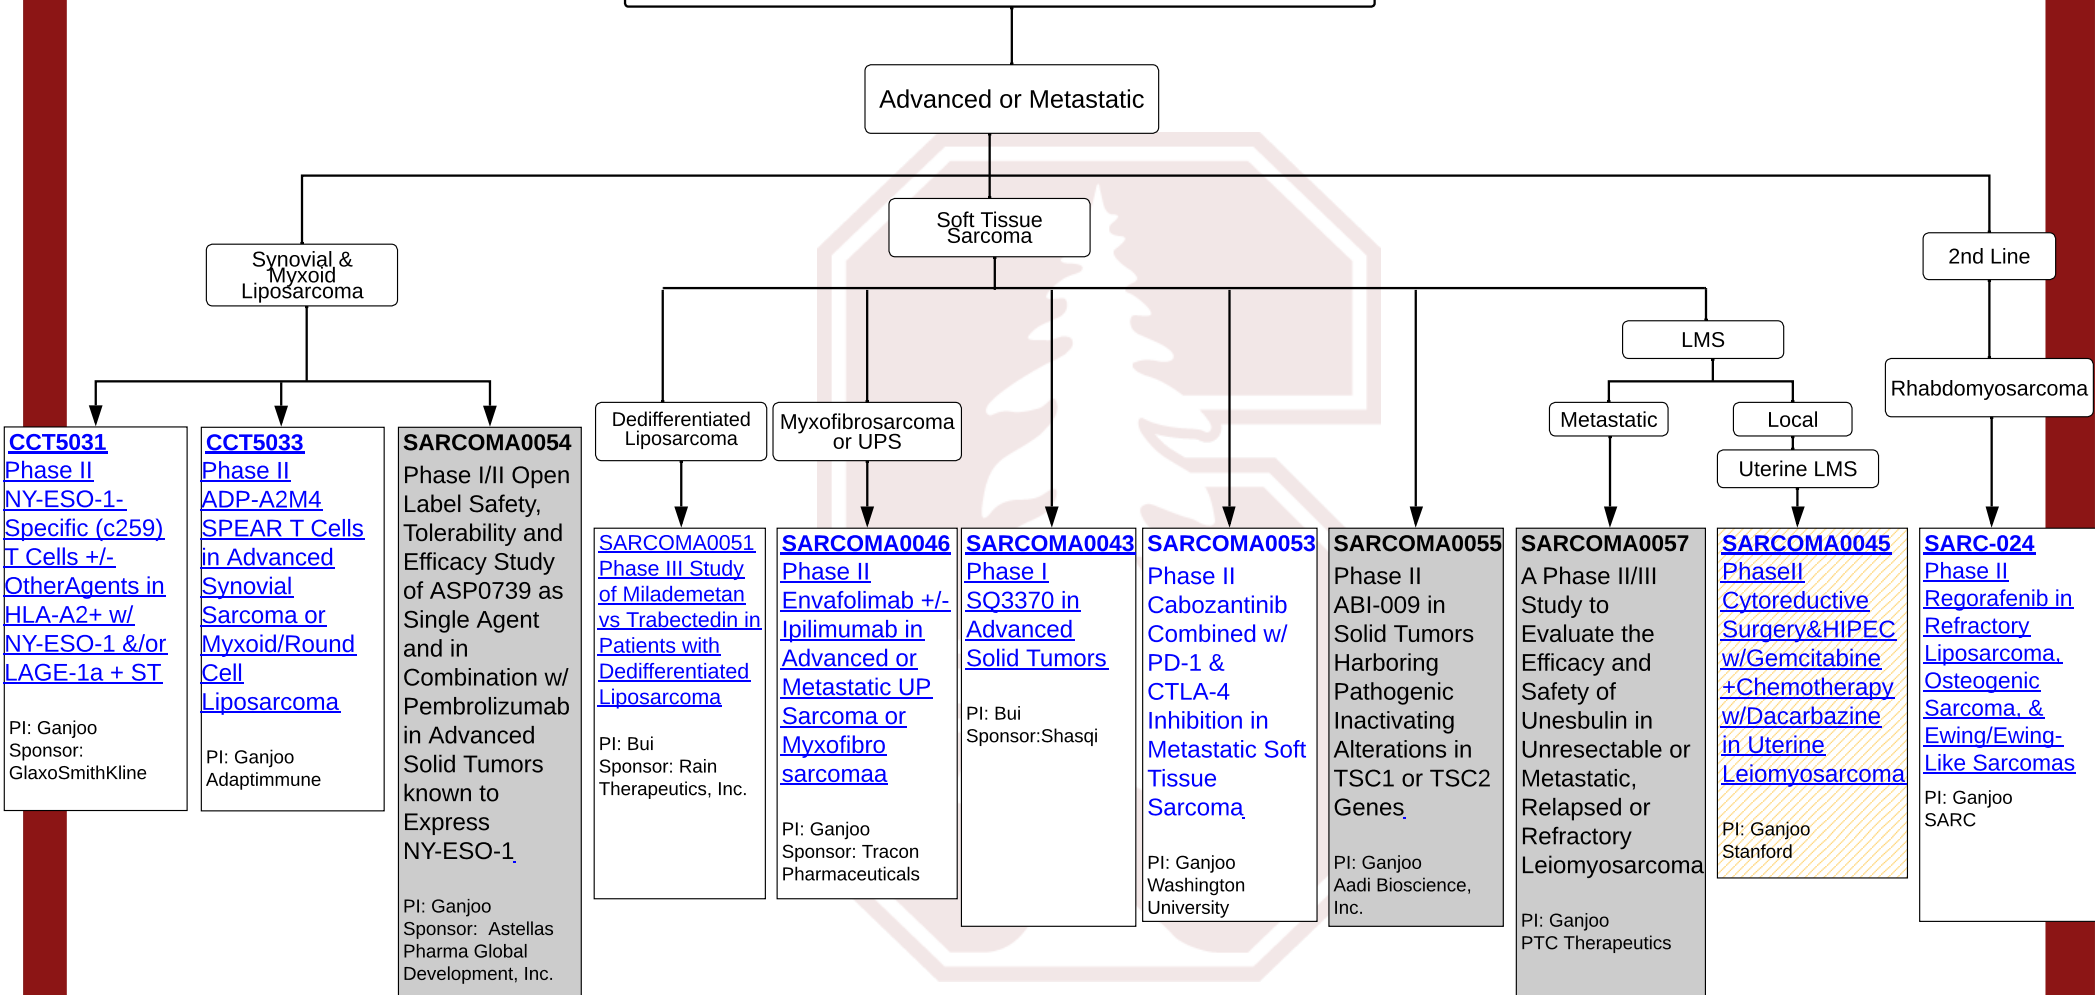 Advanced or Metastatic
Soft Tissue
Sarcoma
Synovial &
Myxoid
Liposarcoma
2nd Line
LMS
Rhabdomyosarcoma
Dedifferentiated
Liposarcoma
Myxofibrosarcoma
or UPS
Metastatic
Local
Uterine LMS
CCT5031
Phase II
NY-ESO-1-
Specific (c259)
T Cells +/-
OtherAgents in
HLA-A2+ w/
NY-ESO-1 &/or
LAGE-1a + ST
PI: Ganjoo
Sponsor:
GlaxoSmithKline
CCT5033
Phase II
ADP-A2M4
SPEAR T Cells
in Advanced
Synovial
Sarcoma or
Myxoid/Round
Cell
Liposarcoma
PI: Ganjoo
Adaptimmune
SARCOMA0054
Phase I/II Open
Label Safety,
Tolerability and
Efficacy Study
of ASP0739 as
Single Agent
and in
Combination w/
Pembrolizumab
in Advanced
Solid Tumors
known to
Express
NY-ESO-1
PI: Ganjoo
Sponsor: Astellas
Pharma Global
Development, Inc.
SARCOMA0051
Phase III Study
of Milademetan
vs Trabectedin in
Patients with
Dedifferentiated
Liposarcoma
PI: Bui
Sponsor: Rain
Therapeutics, Inc.
SARCOMA0046
Phase II
Envafolimab +/-
Ipilimumab in
Advanced or
Metastatic UP
Sarcoma or
Myxofibro
sarcomaa
PI: Ganjoo
Sponsor: Tracon
Pharmaceuticals
SARCOMA0043
Phase I
SQ3370 in
Advanced
Solid Tumors
PI: Bui
Sponsor:Shasqi
SARCOMA0053
Phase II
Cabozantinib
Combined w/
PD-1 &
CTLA-4
Inhibition in
Metastatic Soft
Tissue
Sarcoma
PI: Ganjoo
Washington
University
SARCOMA0055
Phase II
ABI-009 in
Solid Tumors
Harboring
Pathogenic
Inactivating
Alterations in
TSC1 or TSC2
Genes
PI: Ganjoo
Aadi Bioscience,
Inc.
SARCOMA0057
A Phase II/III
Study to
Evaluate the
Efficacy and
Safety of
Unesbulin in
Unresectable or
Metastatic,
Relapsed or
Refractory
Leiomyosarcoma
PI: Ganjoo
PTC Therapeutics
SARCOMA0045
PhaseII
Cytoreductive
Surgery&HIPEC
w/Gemcitabine
+Chemotherapy
w/Dacarbazine
in Uterine
Leiomyosarcoma
PI: Ganjoo
Stanford
SARC-024
Phase II
Regorafenib in
Refractory
Liposarcoma,
Osteogenic
Sarcoma, &
Ewing/Ewing-
Like Sarcomas
PI: Ganjoo
SARC